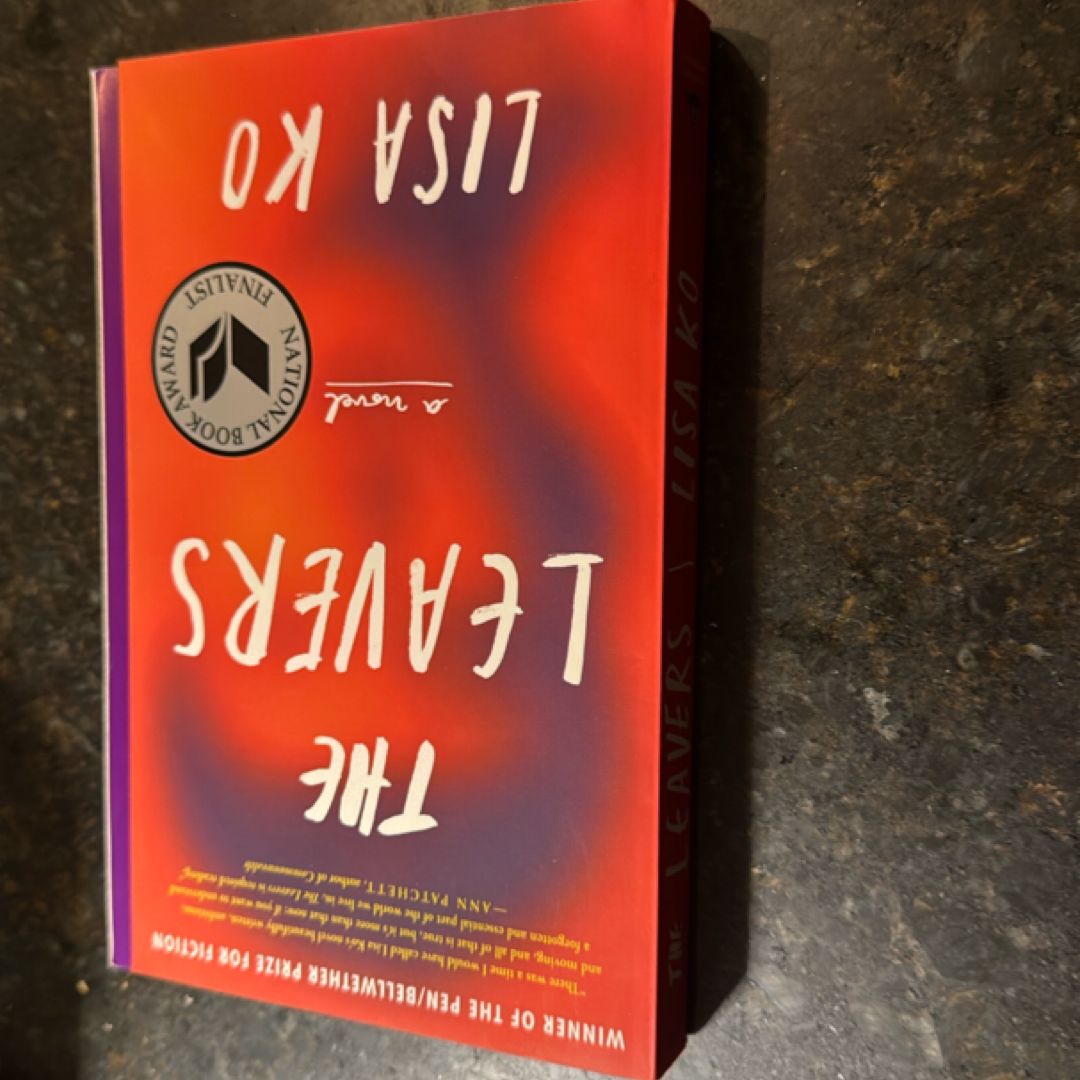 WINNER OF THE PEN/BELLWETHER PRIZE FOR FICTION
"There was a time I would have called Lisa Ko's novel beautifully written, ambitious,
and moving, and all of that is true, but it's more than that now: if you want to understand
a forgotten and essential part of the world we live in, The Leavers is required reading."
—ANN PATCHETT, author of Commonwealth
THE
LEAVERS
a novel
NATIONAL BOOK AWARD
FINALIST
LISA KO
THE LEAVERS / LISA KO